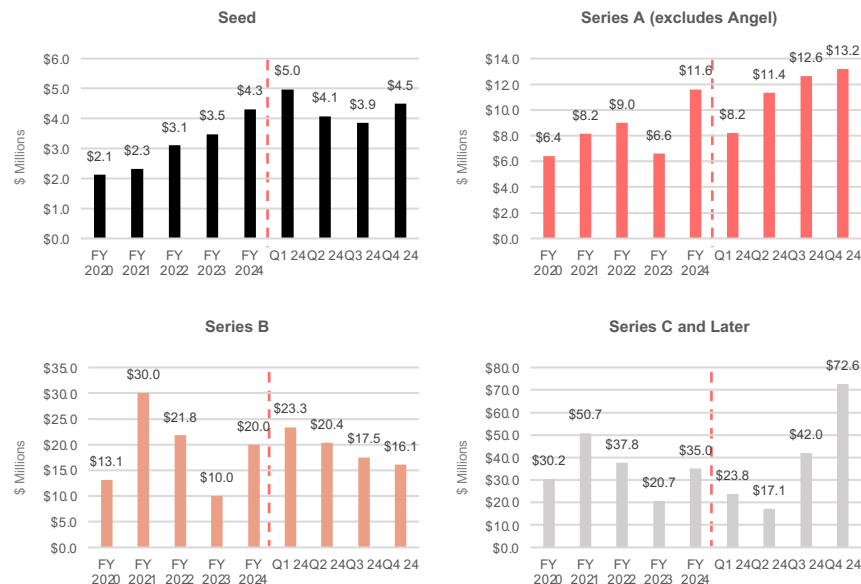 Seed
$ Millions
$6.0
$5.0
$4.0
$3.0
$2.0
$1.0
$0.0
$2.1
$2.3
$3.1
$3.5
$4.3
$5.0
$4.1
$3.9
$4.5
FY 2020
FY 2021
FY 2022
FY 2023
FY 2024
Q1 24
Q2 24
Q3 24
Q4 24
Series A (excludes Angel)
$ Millions
$14.0
$12.0
$10.0
$8.0
$6.0
$4.0
$2.0
$0.0
$6.4
$8.2
$9.0
$6.6
$11.6
$8.2
$11.4
$12.6
$13.2
FY 2020
FY 2021
FY 2022
FY 2023
FY 2024
Q1 24
Q2 24
Q3 24
Q4 24
Series B
$ Millions
$35.0
$30.0
$25.0
$20.0
$15.0
$10.0
$5.0
$0.0
$13.1
$30.0
$21.8
$10.0
$20.0
$23.3
$20.4
$17.5
$16.1
FY 2020
FY 2021
FY 2022
FY 2023
FY 2024
Q1 24
Q2 24
Q3 24
Q4 24
Series C and Later
$ Millions
$80.0
$70.0
$60.0
$50.0
$40.0
$30.0
$20.0
$10.0
$0.0
$30.2
$50.7
$37.8
$20.7
$35.0
$23.8
$17.1
$42.0
$72.6
FY 2020
FY 2021
FY 2022
FY 2023
FY 2024
Q1 24
Q2 24
Q3 24
Q4 24